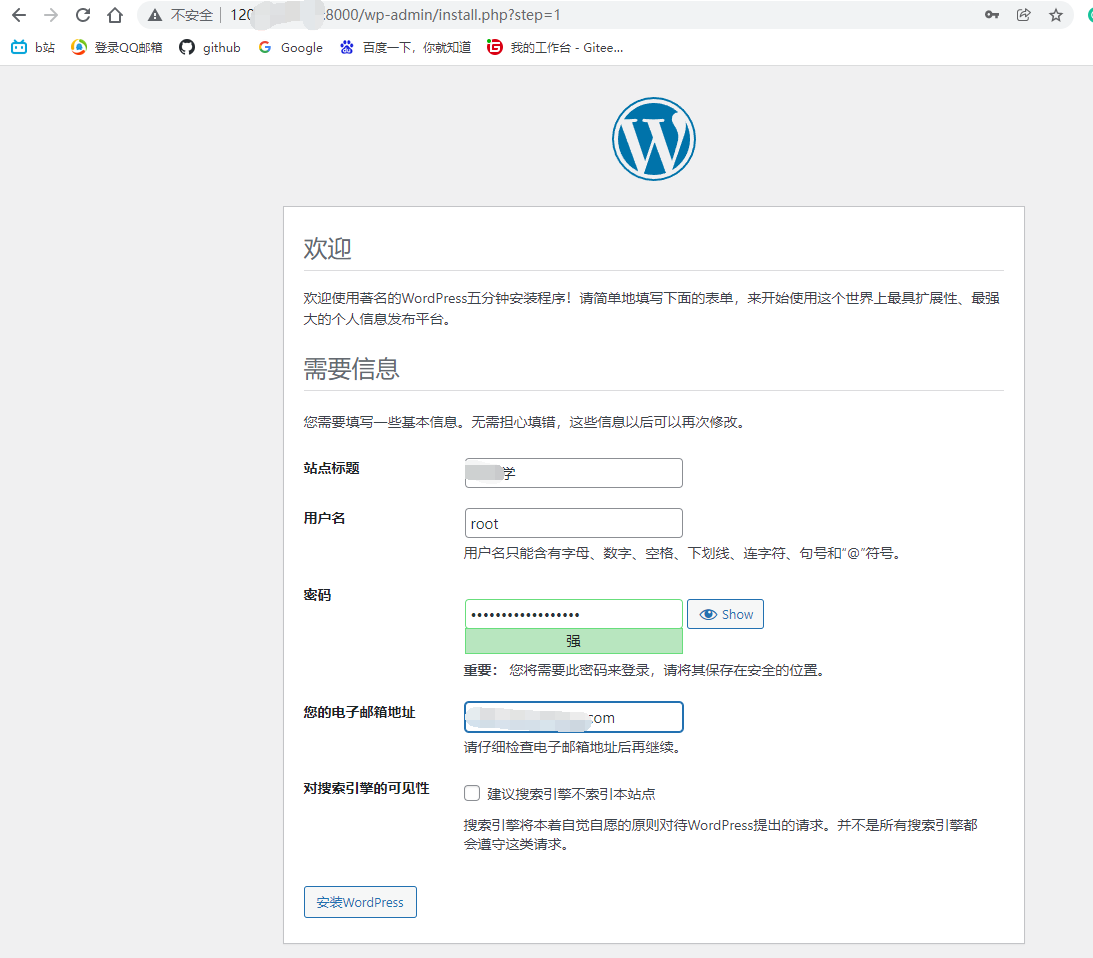 不安全 120 :8000/wp-admin/install.php?step=1
b站 登录QQ邮箱 github Google 百度一下，你就知道 我的工作台 - Gitee...
欢迎
欢迎使用著名的WordPress五分钟安装程序！请简单地填写下面的表单，来开始使用这个世界上最具扩展性、最强
大的个人信息发布平台。
需要信息
您需要填写一些基本信息。无需担心填错，这些信息以后可以再次修改。
站点标题 学
用户名 root
用户名只能含有字母、数字、空格、下划线、连字符、句号和“@”符号。
密码
•••••••••••••••••• Show
强
重要： 您将需要此密码来登录，请将其保存在安全的位置。
您的电子邮箱地址 com
请仔细检查电子邮箱地址后再继续。
对搜索引擎的可见性 建议搜索引擎不索引本站点
搜索引擎将本着自觉自愿的原则对待WordPress提出的请求。并不是所有搜索引擎都
会遵守这类请求。
安装WordPress